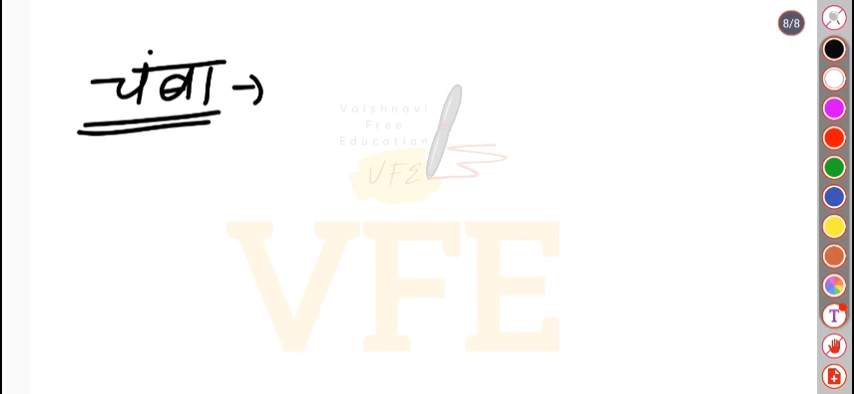 8/8
चंबा →
Vaishnavi
Free
Education
VFE
VFE
T